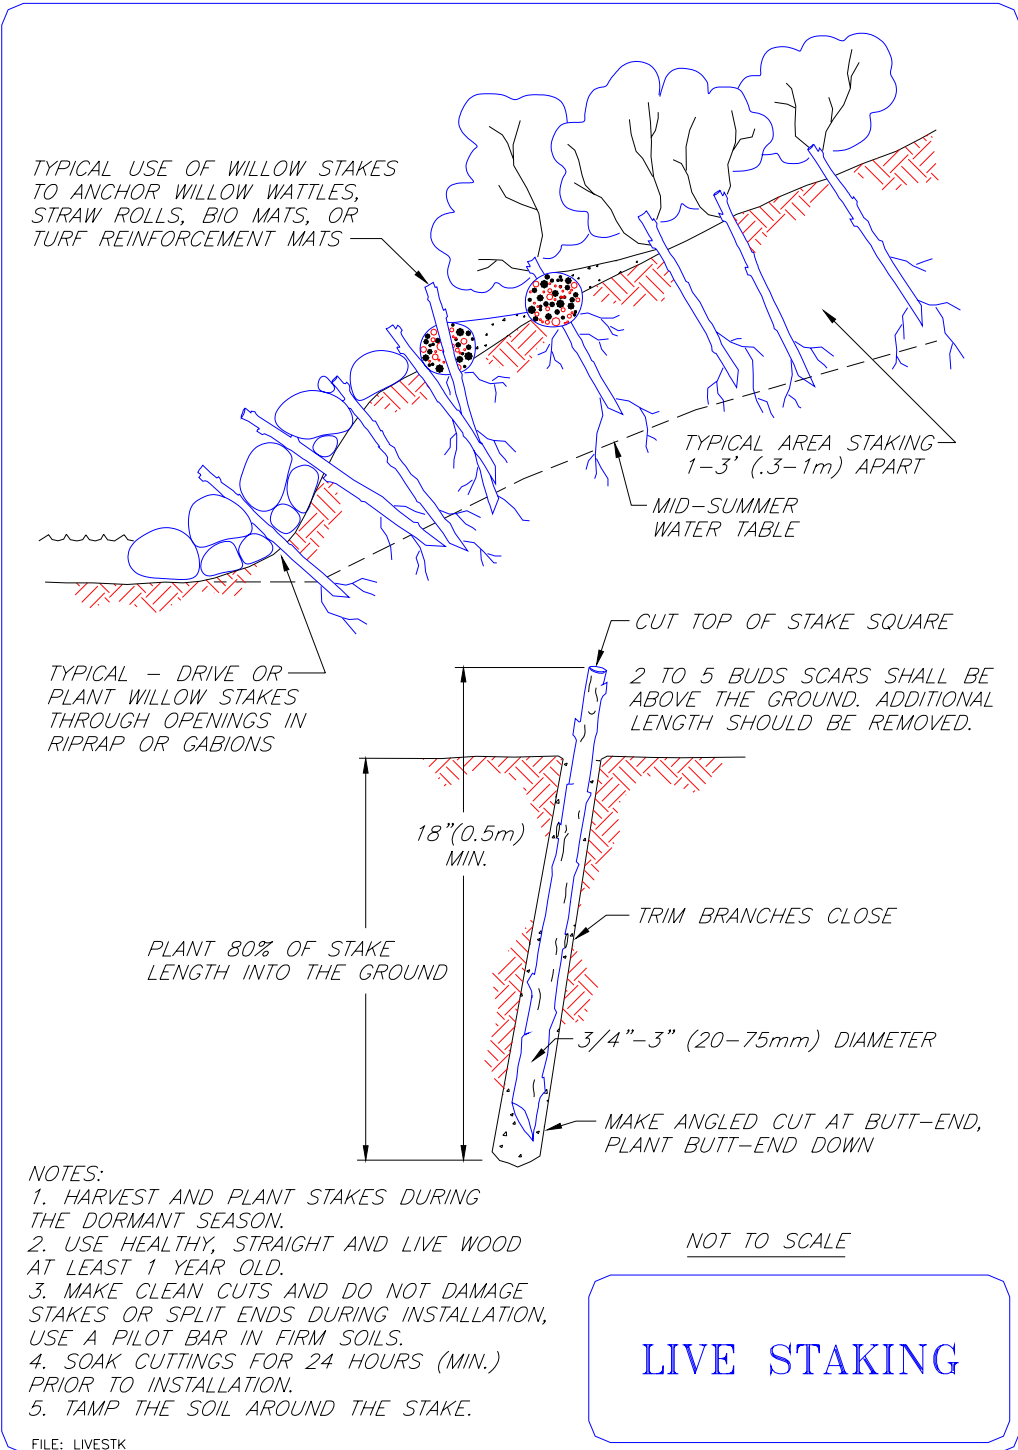 TYPICAL USE OF WILLOW STAKES
TO ANCHOR WILLOW WATTLES,
STRAW ROLLS, BIO MATS, OR
TURF REINFORCEMENT MATS
TYPICAL AREA STAKING
1-3' (.3-1m) APART
MID-SUMMER
WATER TABLE
TYPICAL - DRIVE OR
PLANT WILLOW STAKES
THROUGH OPENINGS IN
RIPRAP OR GABIONS
CUT TOP OF STAKE SQUARE
2 TO 5 BUDS SCARS SHALL BE
ABOVE THE GROUND. ADDITIONAL
LENGTH SHOULD BE REMOVED.
18"(0.5m)
MIN.
TRIM BRANCHES CLOSE
PLANT 80% OF STAKE
LENGTH INTO THE GROUND
3/4"-3" (20-75mm) DIAMETER
MAKE ANGLED CUT AT BUTT-END,
PLANT BUTT-END DOWN
NOTES:
1. HARVEST AND PLANT STAKES DURING
THE DORMANT SEASON.
2. USE HEALTHY, STRAIGHT AND LIVE WOOD
AT LEAST 1 YEAR OLD.
3. MAKE CLEAN CUTS AND DO NOT DAMAGE
STAKES OR SPLIT ENDS DURING INSTALLATION,
USE A PILOT BAR IN FIRM SOILS.
4. SOAK CUTTINGS FOR 24 HOURS (MIN.)
PRIOR TO INSTALLATION.
5. TAMP THE SOIL AROUND THE STAKE.
NOT TO SCALE
LIVE STAKING
FILE: LIVESTK